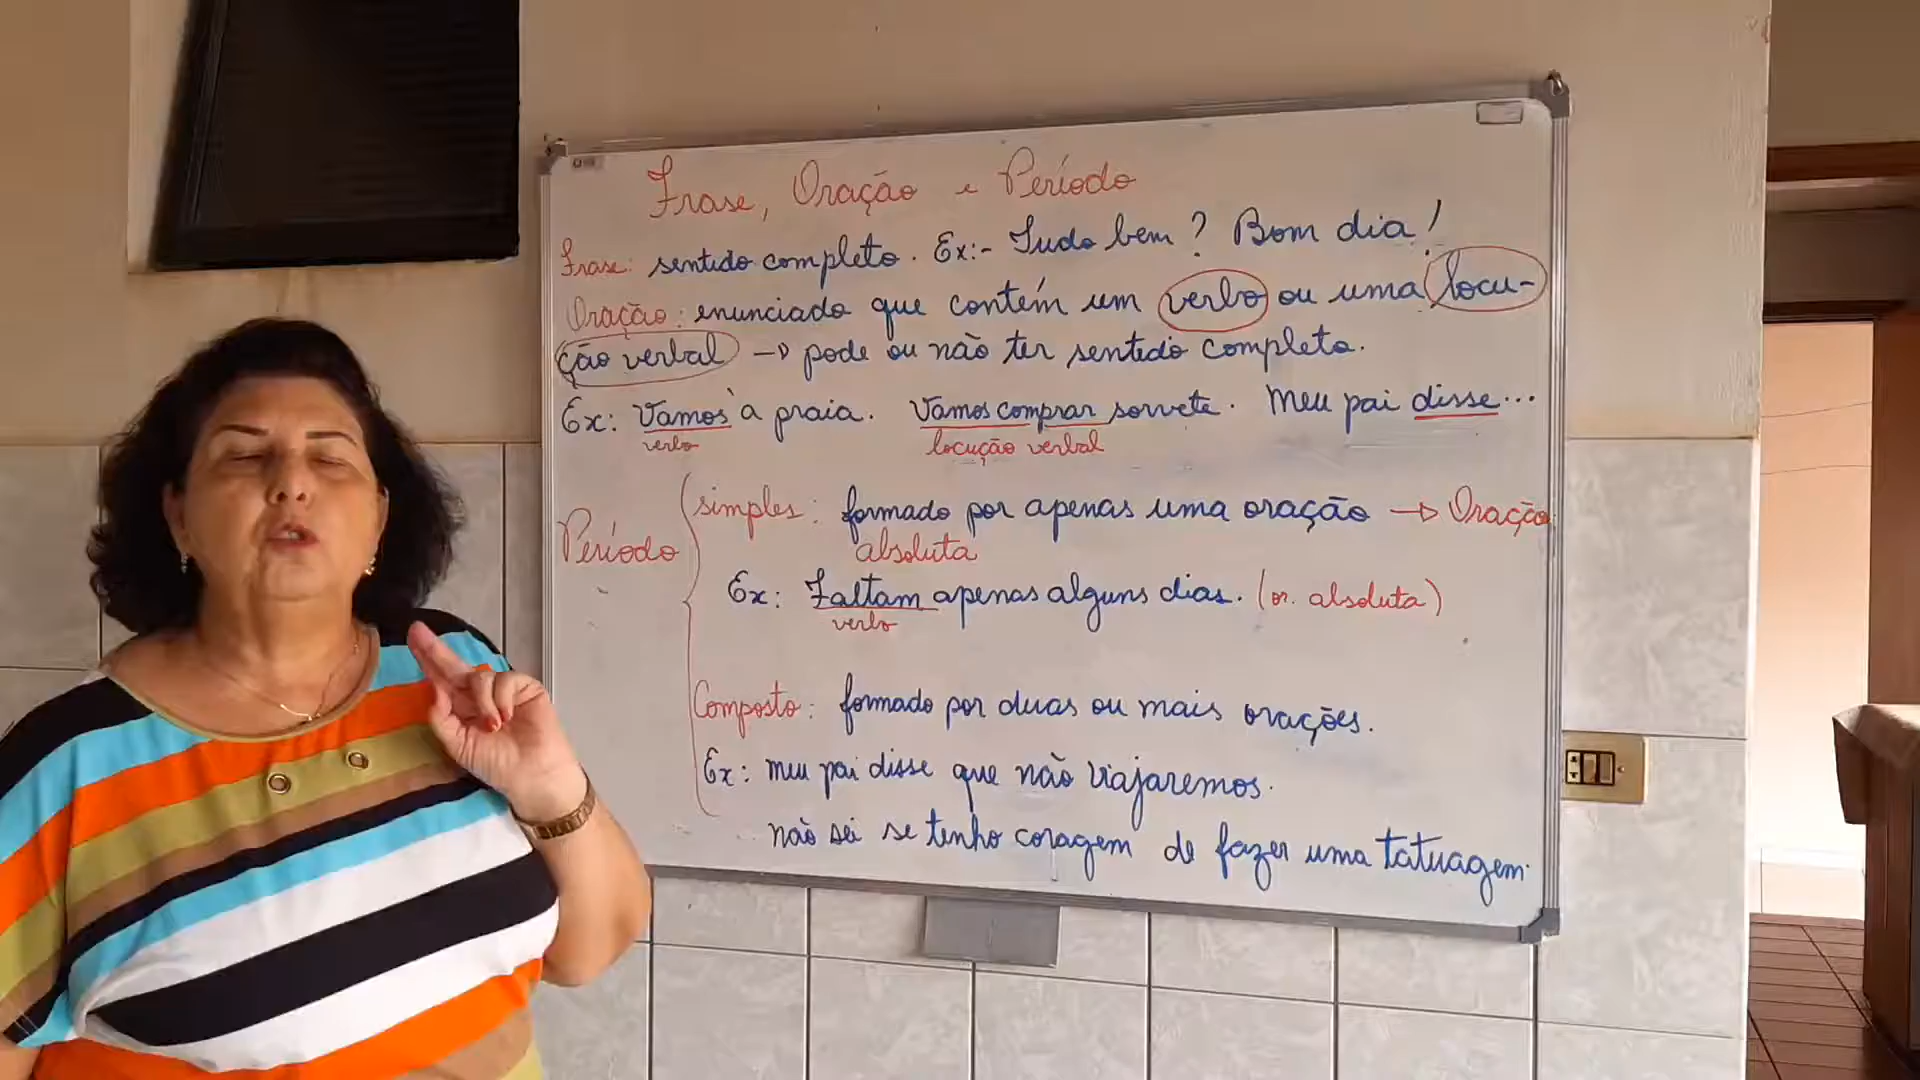 Frase, Oração e Período
Frase: sentido completo. Ex:- Tudo bem? Bom dia!
Oração: enunciado que contém um verbo ou uma locu-
ção verbal → pode ou não ter sentido completo.
Ex: Vamos à praia. Vamos comprar sorvete. Meu pai disse...
verbo locução verbal
Período
simples: formado por apenas uma oração → Oração
absoluta
Ex: Faltam apenas alguns dias. (or. absoluta)
verbo
Composto: formado por duas ou mais orações.
Ex: meu pai disse que não viajaremos.
não sei se tenho coragem de fazer uma tatuagem.